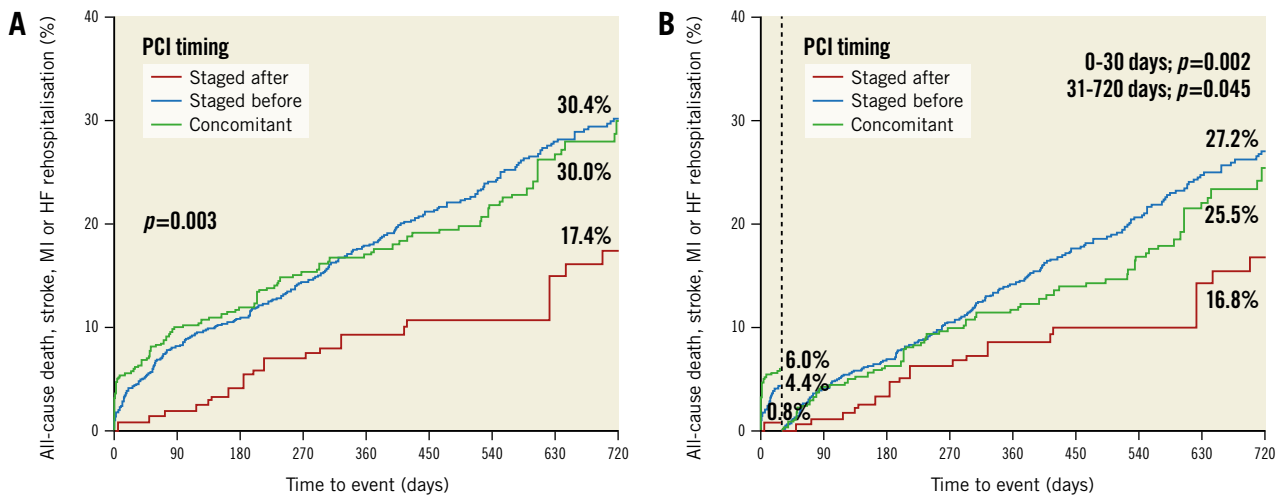 A
All-cause death, stroke, MI or HF rehospitalisation (%)
40
30
20
10
0
PCI timing
Staged after
Staged before
Concomitant
p=0.003
30.4%
30.0%
17.4%
0 90 180 270 360 450 540 630 720
Time to event (days)
B
All-cause death, stroke, MI or HF rehospitalisation (%)
40
30
20
10
0
PCI timing
Staged after
Staged before
Concomitant
0-30 days; p=0.002
31-720 days; p=0.045
27.2%
25.5%
16.8%
6.0%
4.4%
0.8%
0 90 180 270 360 450 540 630 720
Time to event (days)